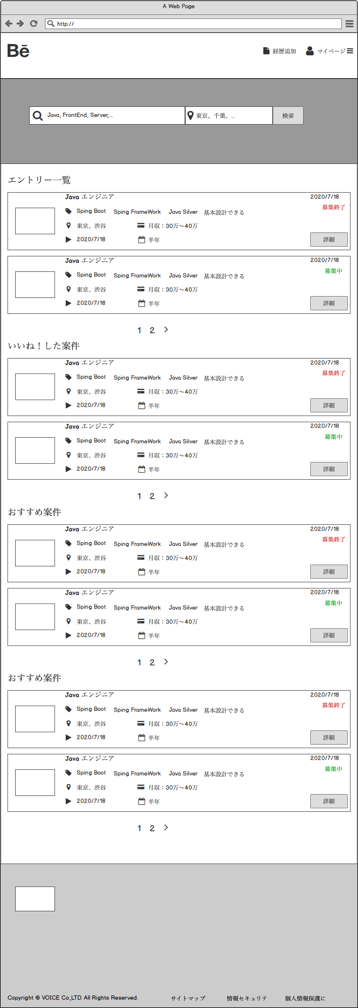 A Web Page
http://
Bē 経歴追加 マイページ
Java, FrontEnd, Server,... 東京、千葉、.. 検索
エントリー一覧
Java エンジニア 2020/7/18
Sping Boot Sping FrameWork Java Silver 基本設計できる 募集終了
東京、渋谷 月収：30万～40万
2020/7/18 半年 詳細
Java エンジニア 2020/7/18
Sping Boot Sping FrameWork Java Silver 基本設計できる 募集中
東京、渋谷 月収：30万～40万
2020/7/18 半年 詳細
1 2
いいね！した案件
Java エンジニア 2020/7/18
Sping Boot Sping FrameWork Java Silver 基本設計できる 募集終了
東京、渋谷 月収：30万～40万
2020/7/18 半年 詳細
Java エンジニア 2020/7/18
Sping Boot Sping FrameWork Java Silver 基本設計できる 募集中
東京、渋谷 月収：30万～40万
2020/7/18 半年 詳細
1 2
おすすめ案件
Java エンジニア 2020/7/18
Sping Boot Sping FrameWork Java Silver 基本設計できる 募集終了
東京、渋谷 月収：30万～40万
2020/7/18 半年 詳細
Java エンジニア 2020/7/18
Sping Boot Sping FrameWork Java Silver 基本設計できる 募集中
東京、渋谷 月収：30万～40万
2020/7/18 半年 詳細
1 2
おすすめ案件
Java エンジニア 2020/7/18
Sping Boot Sping FrameWork Java Silver 基本設計できる 募集終了
東京、渋谷 月収：30万～40万
2020/7/18 半年 詳細
Java エンジニア 2020/7/18
Sping Boot Sping FrameWork Java Silver 基本設計できる 募集中
東京、渋谷 月収：30万～40万
2020/7/18 半年 詳細
1 2
Copyright © VOICE Co,LTD. All Rights Reserved. サイトマップ 情報セキュリテ 個人情報保護に